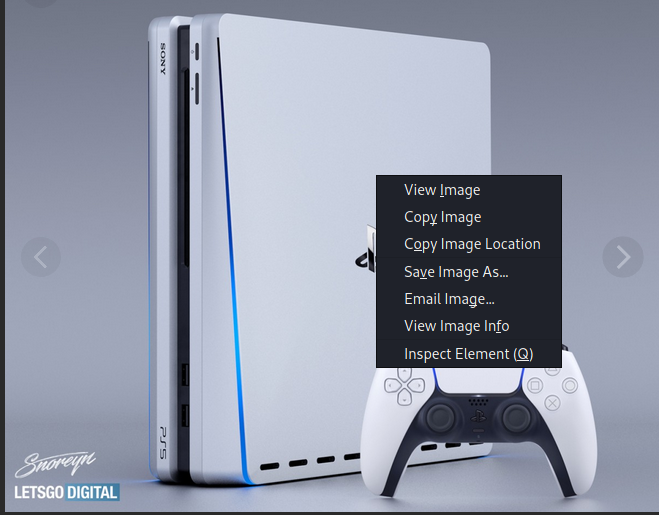 SONY
View Image
Copy Image
Copy Image Location
Save Image As...
Email Image...
View Image Info
Inspect Element (Q)
PS5
Snoreyn
LETSGO DIGITAL